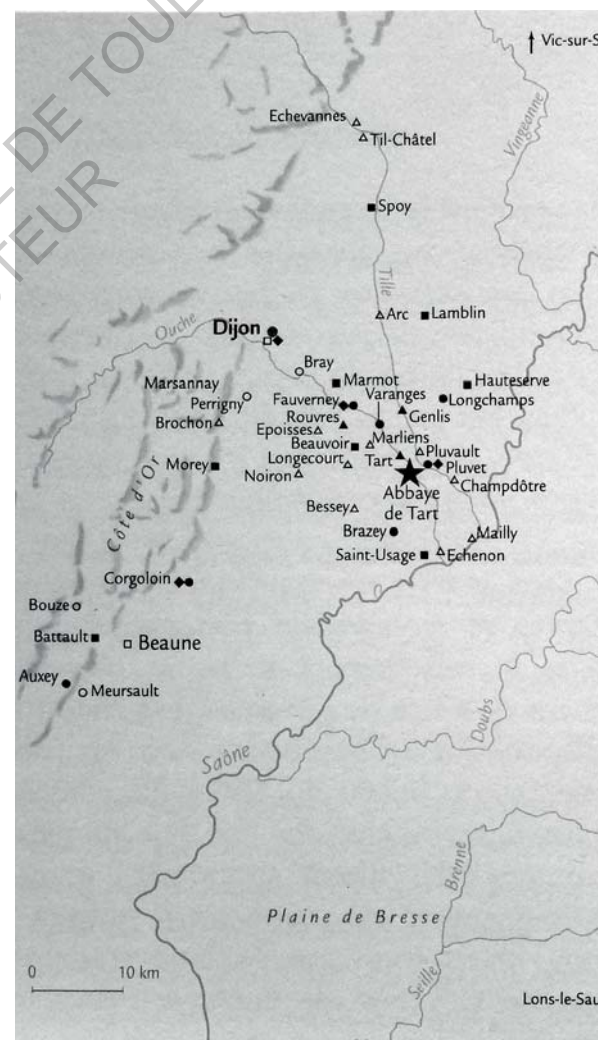 DE TOUL
TEUR
Vic-sur-S
Vingeanne
Echevannes
Til-Châtel
Spoy
Tille
Arc
Lamblin
Ouche
Dijon
Bray
Marsannay
Perrigny
Brochon
Marmot
Varanges
Hauteserve
Longchamps
Fauverney
Rouvres
Genlis
Epoisses
Beauvoir
Marliens
Longecourt
Tart
Pluvault
Pluvet
Morey
Noiron
Champdôtre
Abbaye
de Tart
Côte d'Or
Bessey
Brazey
Mailly
Saint-Usage
Echenon
Corgoloin
Bouze
Battault
Beaune
Auxey
Meursault
Doubs
Saône
Brenne
Plaine de Bresse
Seille
0 10 km
Lons-le-Sau